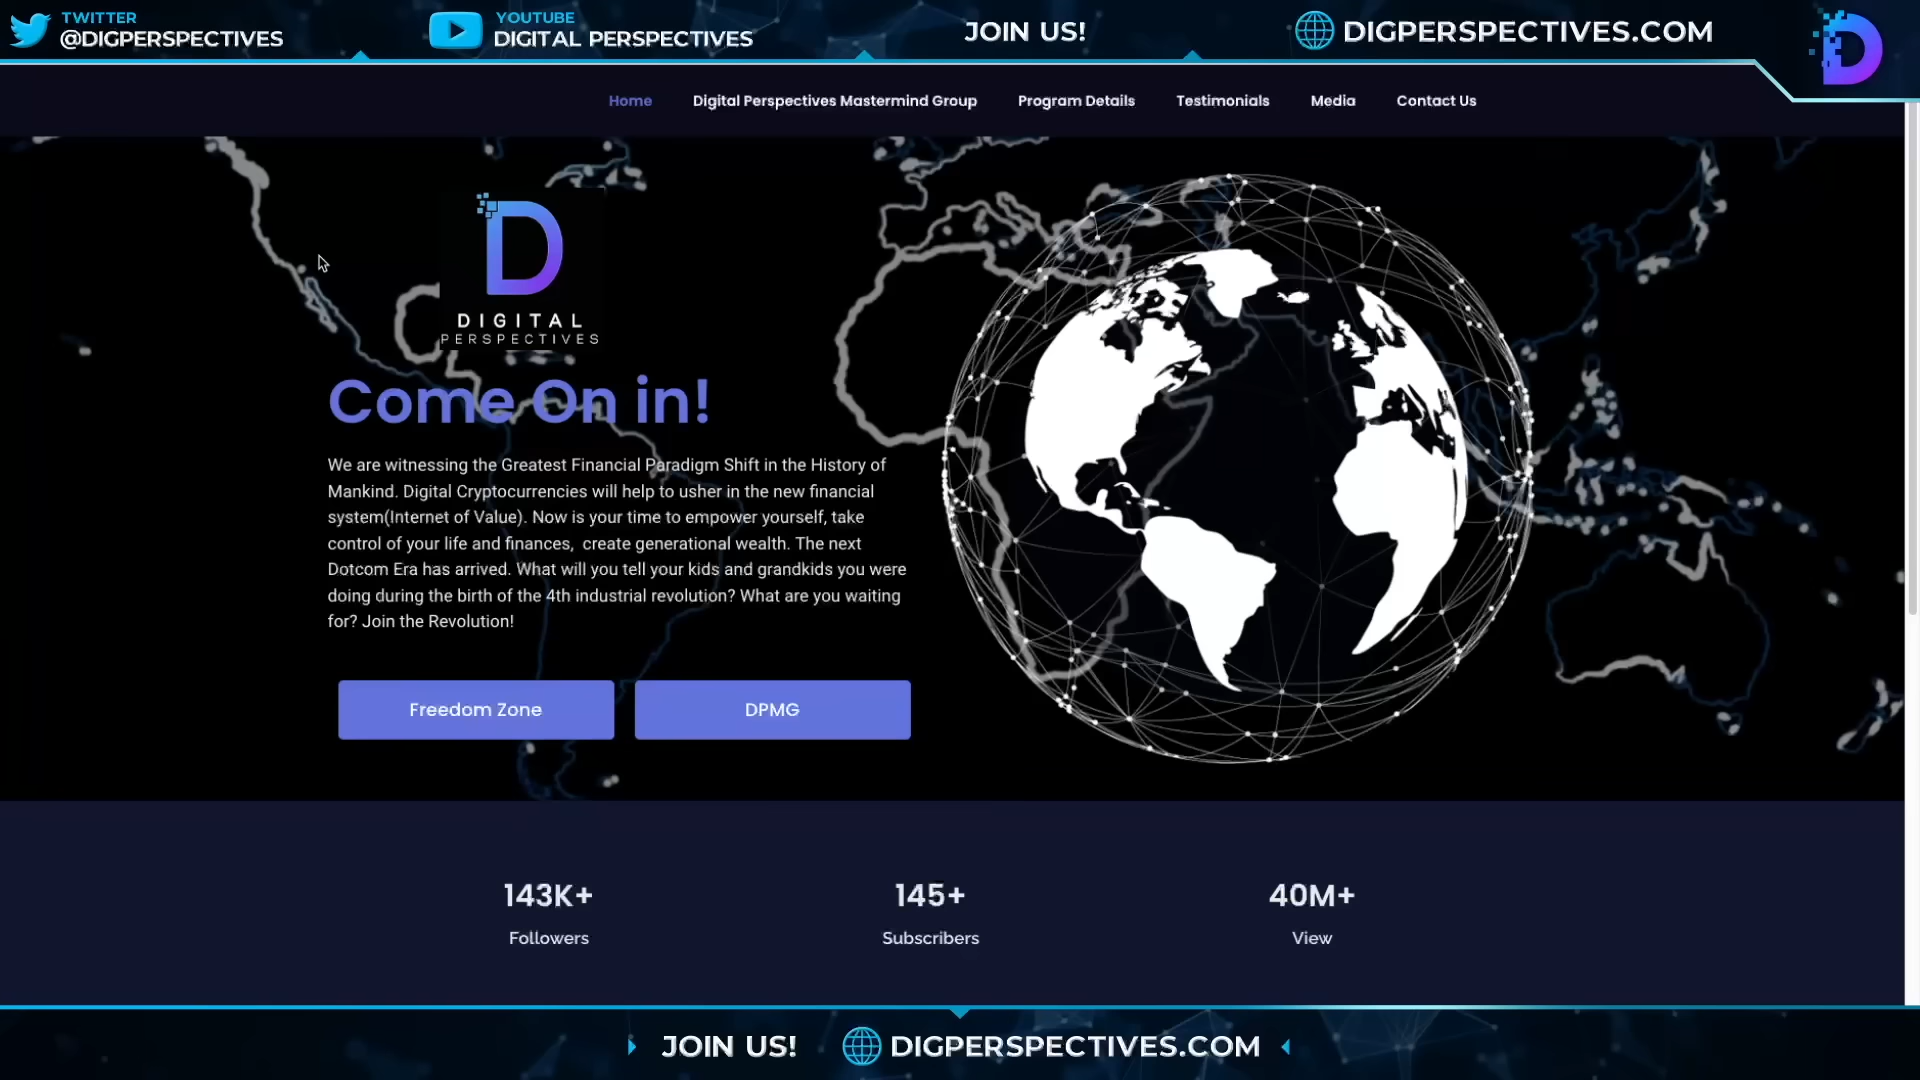 TWITTER
@DIGPERSPECTIVES
YOUTUBE
DIGITAL PERSPECTIVES
JOIN US!
DIGPERSPECTIVES.COM
Home
Digital Perspectives Mastermind Group
Program Details
Testimonials
Media
Contact Us
DIGITAL
PERSPECTIVES
Come On in!
We are witnessing the Greatest Financial Paradigm Shift in the History of
Mankind. Digital Cryptocurrencies will help to usher in the new financial
system(Internet of Value). Now is your time to empower yourself, take
control of your life and finances, create generational wealth. The next
Dotcom Era has arrived. What will you tell your kids and grandkids you were
doing during the birth of the 4th industrial revolution? What are you waiting
for? Join the Revolution!
Freedom Zone
DPMG
143K+
Followers
145+
Subscribers
40M+
View
JOIN US!
DIGPERSPECTIVES.COM